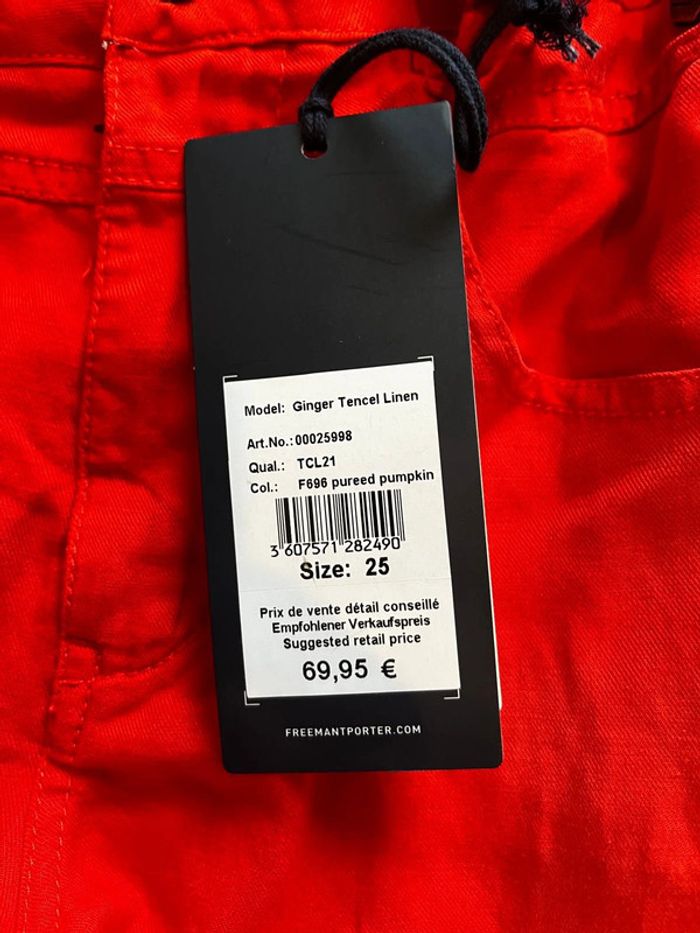 Model: Ginger Tencel Linen
Art.No.: 00025998
Qual.: TCL21
Col.: F696 pureed pumpkin
3 607571 282490
Size: 25
Prix de vente détail conseillé
Empfohlener Verkaufspreis
Suggested retail price
69,95 €
FREEMANTPORTER.COM